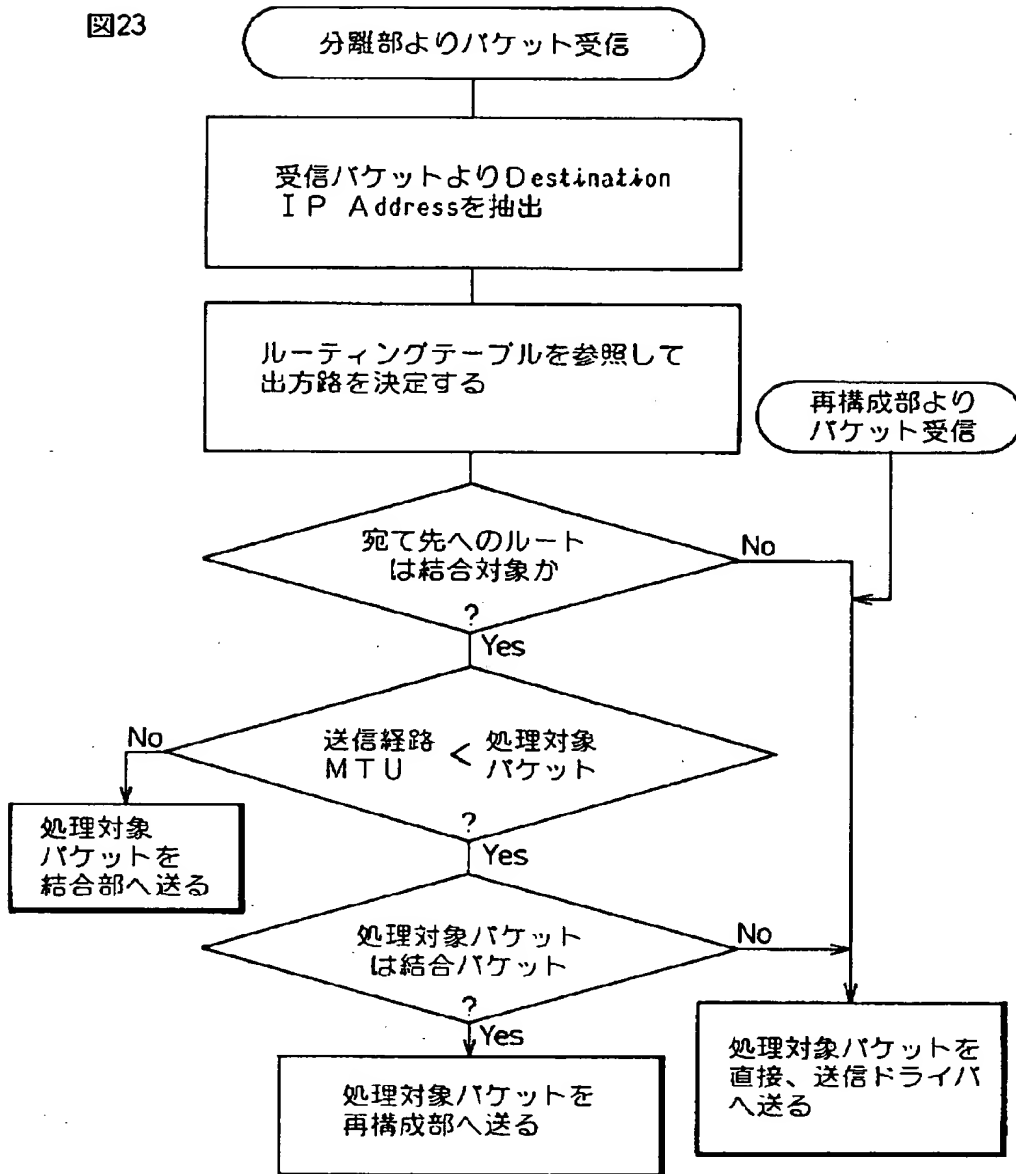 図23
分離部よりパケット受信
受信パケットよりDestination
IP Addressを抽出
ルーティングテーブルを参照して
出方路を決定する
再構成部より
パケット受信
宛て先へのルート
は結合対象か
?
No
Yes
送信経路 < 処理対象
MTU パケット
?
No
Yes
処理対象
パケットを
結合部へ送る
処理対象パケット
は結合パケット
?
No
Yes
処理対象パケットを
直接、送信ドライバ
へ送る
処理対象パケットを
再構成部へ送る